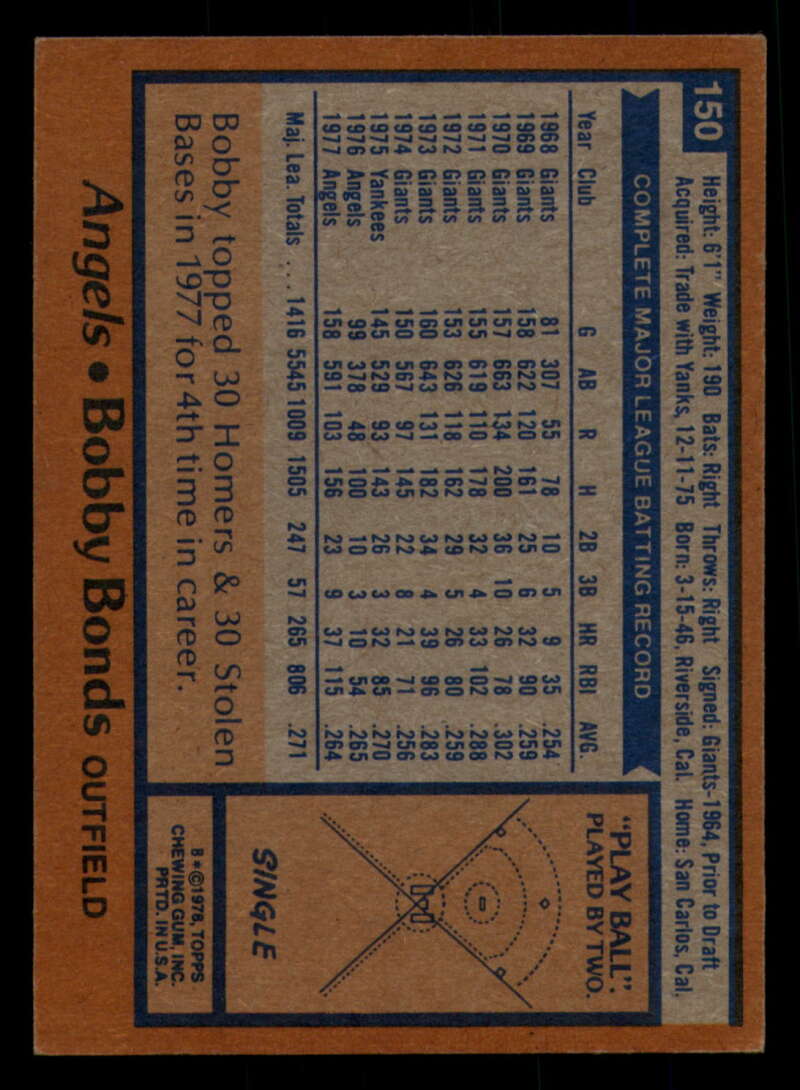 150
Height: 6'1" Weight: 190 Bats: Right Throws: Right Signed: Giants-1964, Prior to Draft
Acquired: Trade with Yanks, 12-11-75 Born: 3-15-46, Riverside, Cal. Home: San Carlos, Cal.
COMPLETE MAJOR LEAGUE BATTING RECORD
Year Club G AB R H 2B 3B HR RBI AVG.
1968 Giants 81 307 55 78 10 5 9 35 .254
1969 Giants 158 622 120 161 25 6 32 90 .259
1970 Giants 157 663 134 200 36 10 26 78 .302
1971 Giants 155 619 110 178 32 4 33 102 .288
1972 Giants 153 626 118 162 29 5 26 80 .259
1973 Giants 160 643 131 182 34 4 39 96 .283
1974 Giants 150 567 97 145 22 8 21 71 .256
1975 Yankees 145 529 93 143 26 3 32 85 .270
1976 Angels 99 378 48 100 10 3 10 54 .265
1977 Angels 158 591 103 156 23 9 37 115 .264
Maj. Lea. Totals ... 1416 5545 1009 1505 247 57 265 806 .271
Bobby topped 30 Homers & 30 Stolen
Bases in 1977 for 4th time in career.
"PLAY BALL".
PLAYED BY TWO.
SINGLE
B*©1978, TOPPS
CHEWING GUM, INC.
PRTD. IN U.S.A.
Angels • Bobby Bonds OUTFIELD